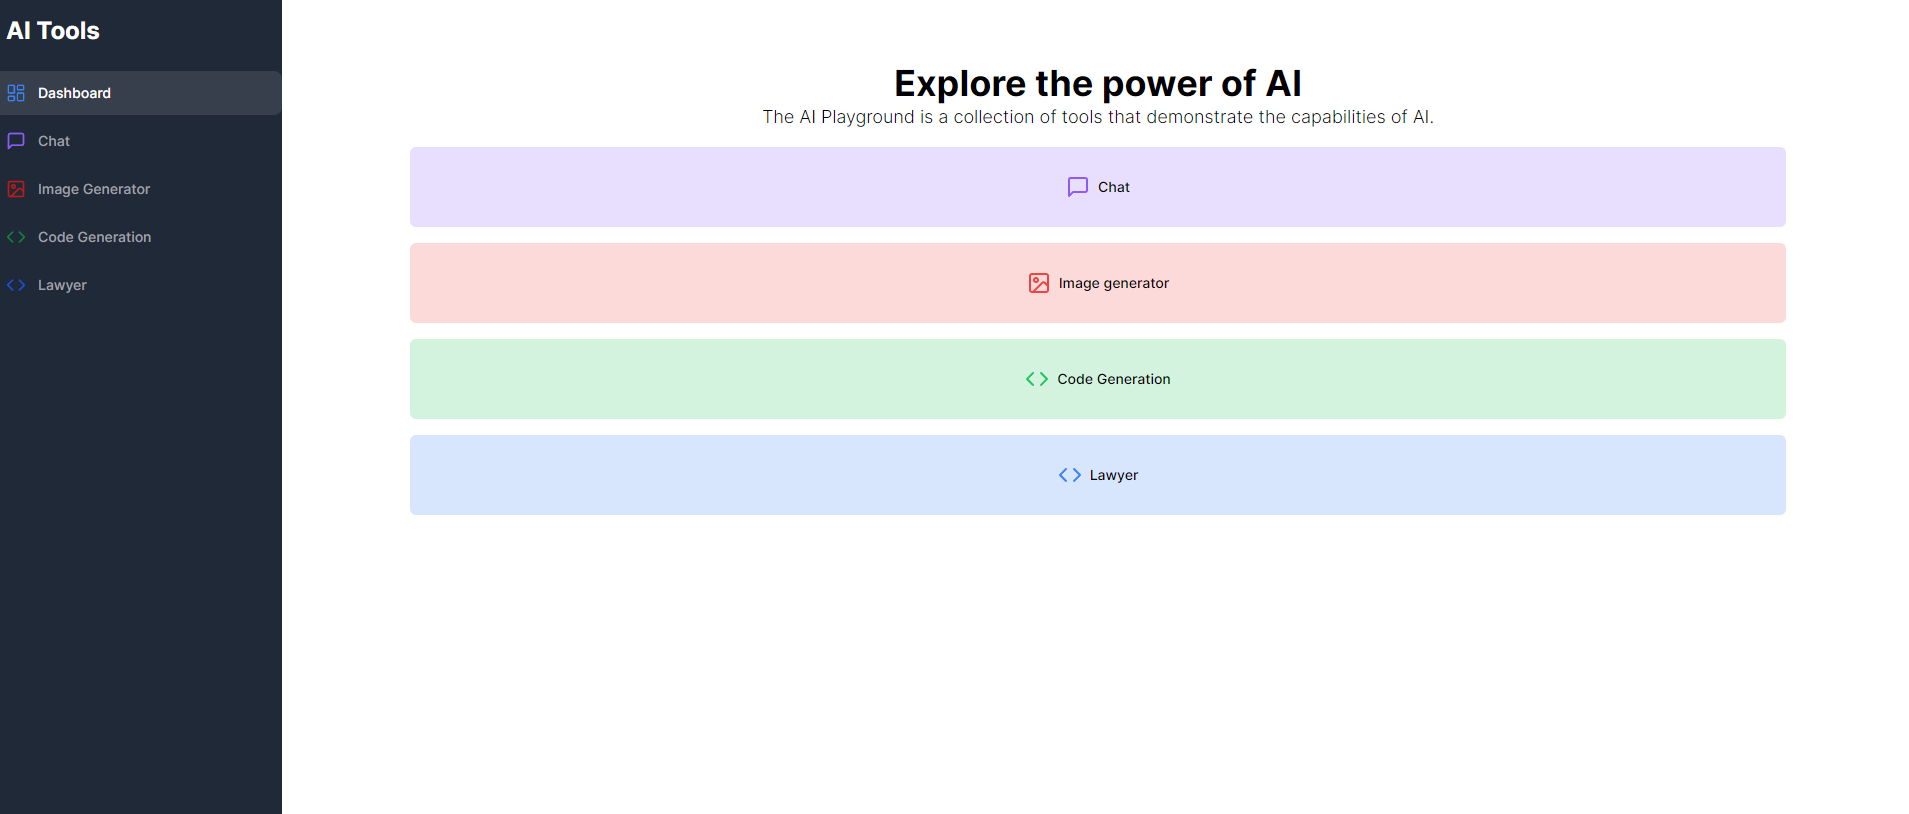 AI Tools
Dashboard
Chat
Image Generator
Code Generation
Lawyer
Explore the power of AI
The AI Playground is a collection of tools that demonstrate the capabilities of AI.
Chat
Image generator
Code Generation
Lawyer